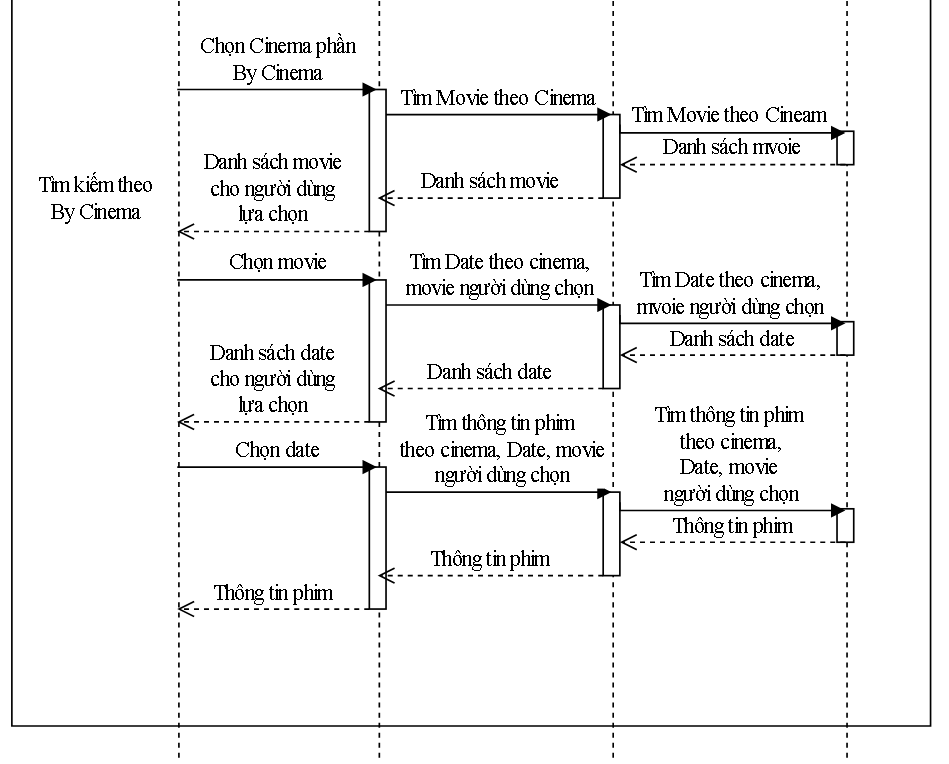 Chọn Cinema phần
By Cinema
Tìm Movie theo Cinema
Tìm Movie theo Cineam
Danh sách mvoie
Danh sách movie
Danh sách movie
cho người dùng
lựa chọn
Tìm kiếm theo
By Cinema
Chọn movie
Tìm Date theo cinema,
movie người dùng chọn
Tìm Date theo cinema,
mvoie người dùng chọn
Danh sách date
Danh sách date
Danh sách date
cho người dùng
lựa chọn
Chọn date
Tìm thông tin phim
theo cinema, Date, movie
người dùng chọn
Tìm thông tin phim
theo cinema,
Date, movie
người dùng chọn
Thông tin phim
Thông tin phim
Thông tin phim